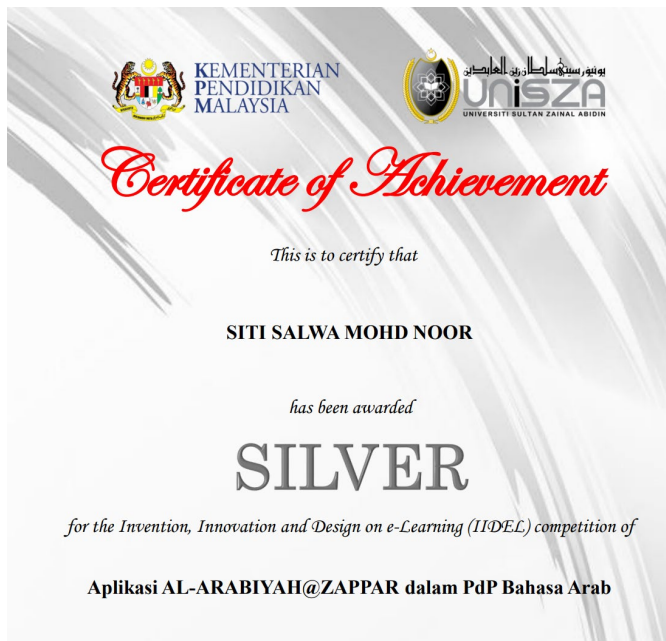 KEMENTERIAN
PENDIDIKAN
MALAYSIA
يونيۏرسيتي سلطان زين العابدين
UNiSZA
UNIVERSITI SULTAN ZAINAL ABIDIN
Certificate of Achievement
This is to certify that
SITI SALWA MOHD NOOR
has been awarded
SILVER
for the Invention, Innovation and Design on e-Learning (IIDEL) competition of
Aplikasi AL-ARABIYAH@ZAPPAR dalam PdP Bahasa Arab